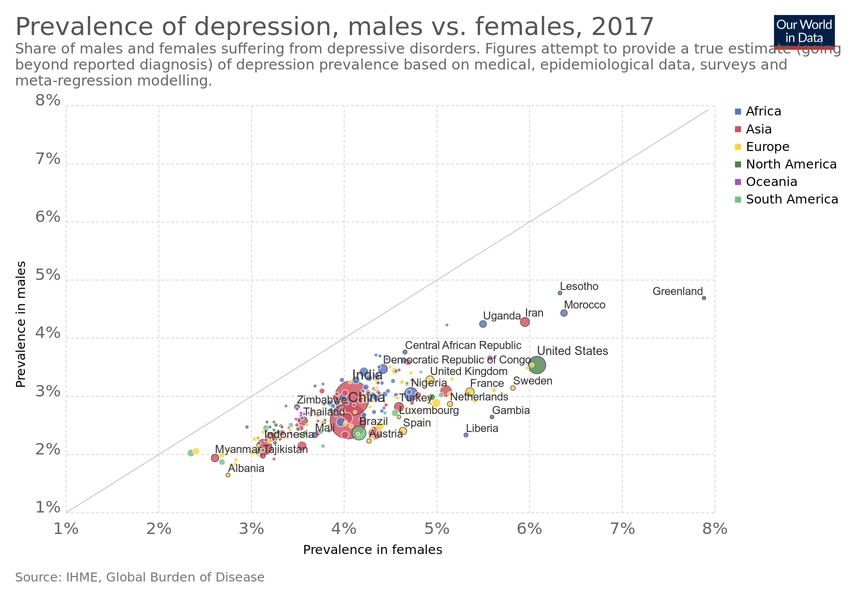 Prevalence of depression, males vs. females, 2017
Our World
in Data
Share of males and females suffering from depressive disorders. Figures attempt to provide a true estimate (going
beyond reported diagnosis) of depression prevalence based on medical, epidemiological data, surveys and
meta-regression modelling.
8%
7%
6%
5%
4%
3%
2%
1%
Prevalence in males
Africa
Asia
Europe
North America
Oceania
South America
Lesotho
Greenland
Morocco
Uganda
Iran
Central African Republic
United States
Democratic Republic of Congo
India
United Kingdom
Sweden
Nigeria
France
China
Turkey
Netherlands
Zimbabwe
Thailand
Luxembourg
Gambia
Brazil
Spain
Mali
Liberia
Indonesia
Austria
Myanmar
Tajikistan
Albania
1%
2%
3%
4%
5%
6%
7%
8%
Prevalence in females
Source: IHME, Global Burden of Disease